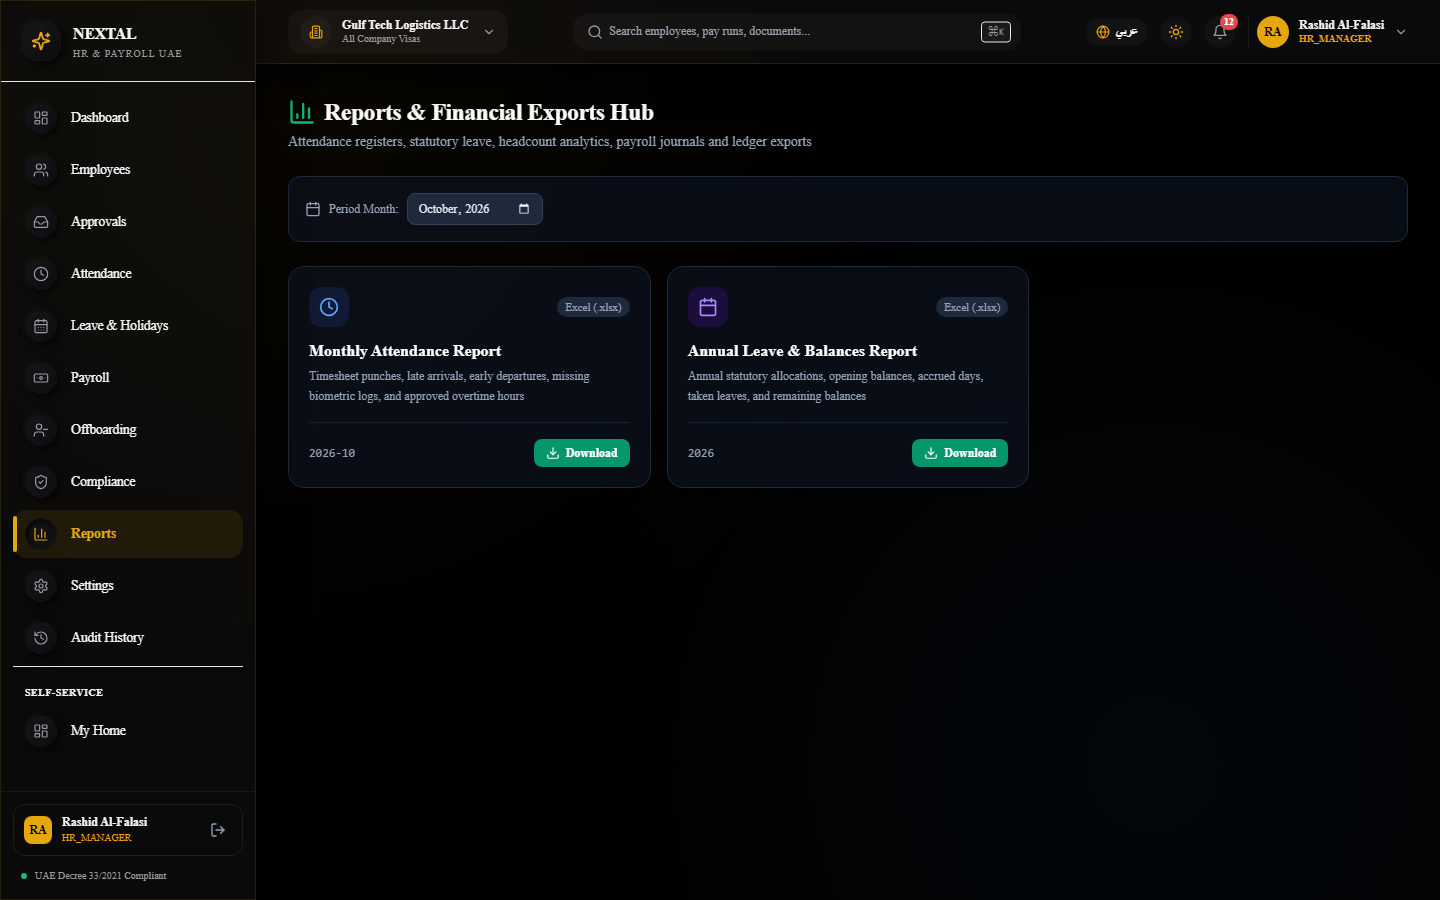 NEXTAL
HR & PAYROLL UAE
Dashboard
Employees
Approvals
Attendance
Leave & Holidays
Payroll
Offboarding
Compliance
Reports
Settings
Audit History
SELF-SERVICE
My Home
RA
Rashid Al-Falasi
HR_MANAGER
UAE Decree 33/2021 Compliant
Gulf Tech Logistics LLC
All Company Visas
Search employees, pay runs, documents...
⌘K
عربي
12
RA
Rashid Al-Falasi
HR_MANAGER
Reports & Financial Exports Hub
Attendance registers, statutory leave, headcount analytics, payroll journals and ledger exports
Period Month:
October, 2026
Excel (.xlsx)
Monthly Attendance Report
Timesheet punches, late arrivals, early departures, missing
biometric logs, and approved overtime hours
2026-10
Download
Excel (.xlsx)
Annual Leave & Balances Report
Annual statutory allocations, opening balances, accrued days,
taken leaves, and remaining balances
2026
Download